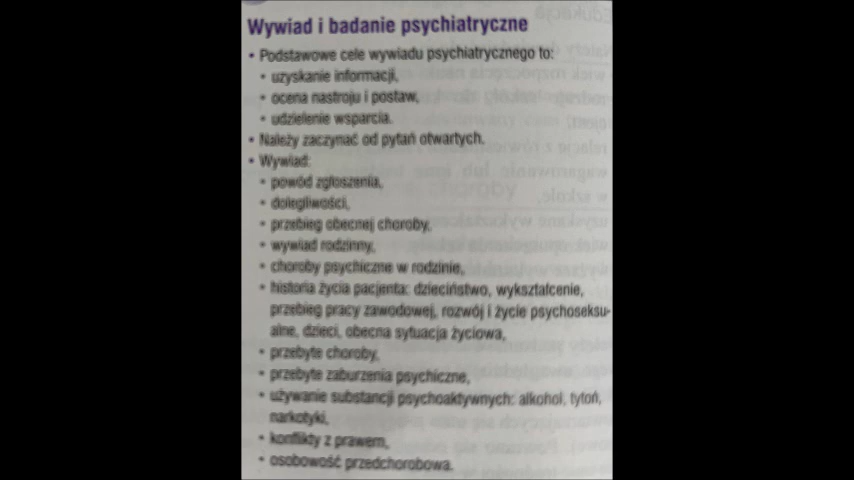 Wywiad i badanie psychiatryczne
• Podstawowe cele wywiadu psychiatrycznego to:
• uzyskanie informacji,
• ocena nastroju i postaw,
• udzielenie wsparcia.
• Należy zaczynać od pytań otwartych.
• Wywiad:
• powód zgłoszenia,
• dolegliwości,
• przebieg obecnej choroby,
• wywiad rodzinny,
• choroby psychiczne w rodzinie,
• historia życia pacjenta: dzieciństwo, wykształcenie,
przebieg pracy zawodowej, rozwój i życie psychoseksu-
alne, dzieci, obecna sytuacja życiowa,
• przebyte choroby,
• przebyte zaburzenia psychiczne,
• używanie substancji psychoaktywnych: alkohol, tytoń,
narkotyki,
• konflikty z prawem,
• osobowość przedchorobowa.